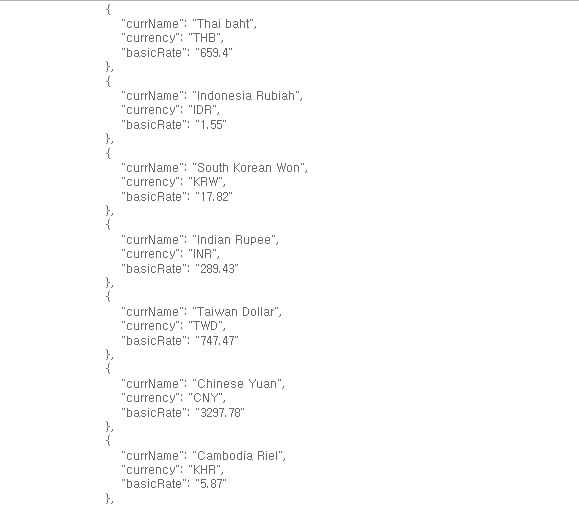 {
"currName": "Thai baht",
"currency": "THB",
"basicRate": "659.4"
},
{
"currName": "Indonesia Rubiah",
"currency": "IDR",
"basicRate": "1.55"
},
{
"currName": "South Korean Won",
"currency": "KRW",
"basicRate": "17.82"
},
{
"currName": "Indian Rupee",
"currency": "INR",
"basicRate": "289.43"
},
{
"currName": "Taiwan Dollar",
"currency": "TWD",
"basicRate": "747.47"
},
{
"currName": "Chinese Yuan",
"currency": "CNY",
"basicRate": "3297.78"
},
{
"currName": "Cambodia Riel",
"currency": "KHR",
"basicRate": "5.87"
},